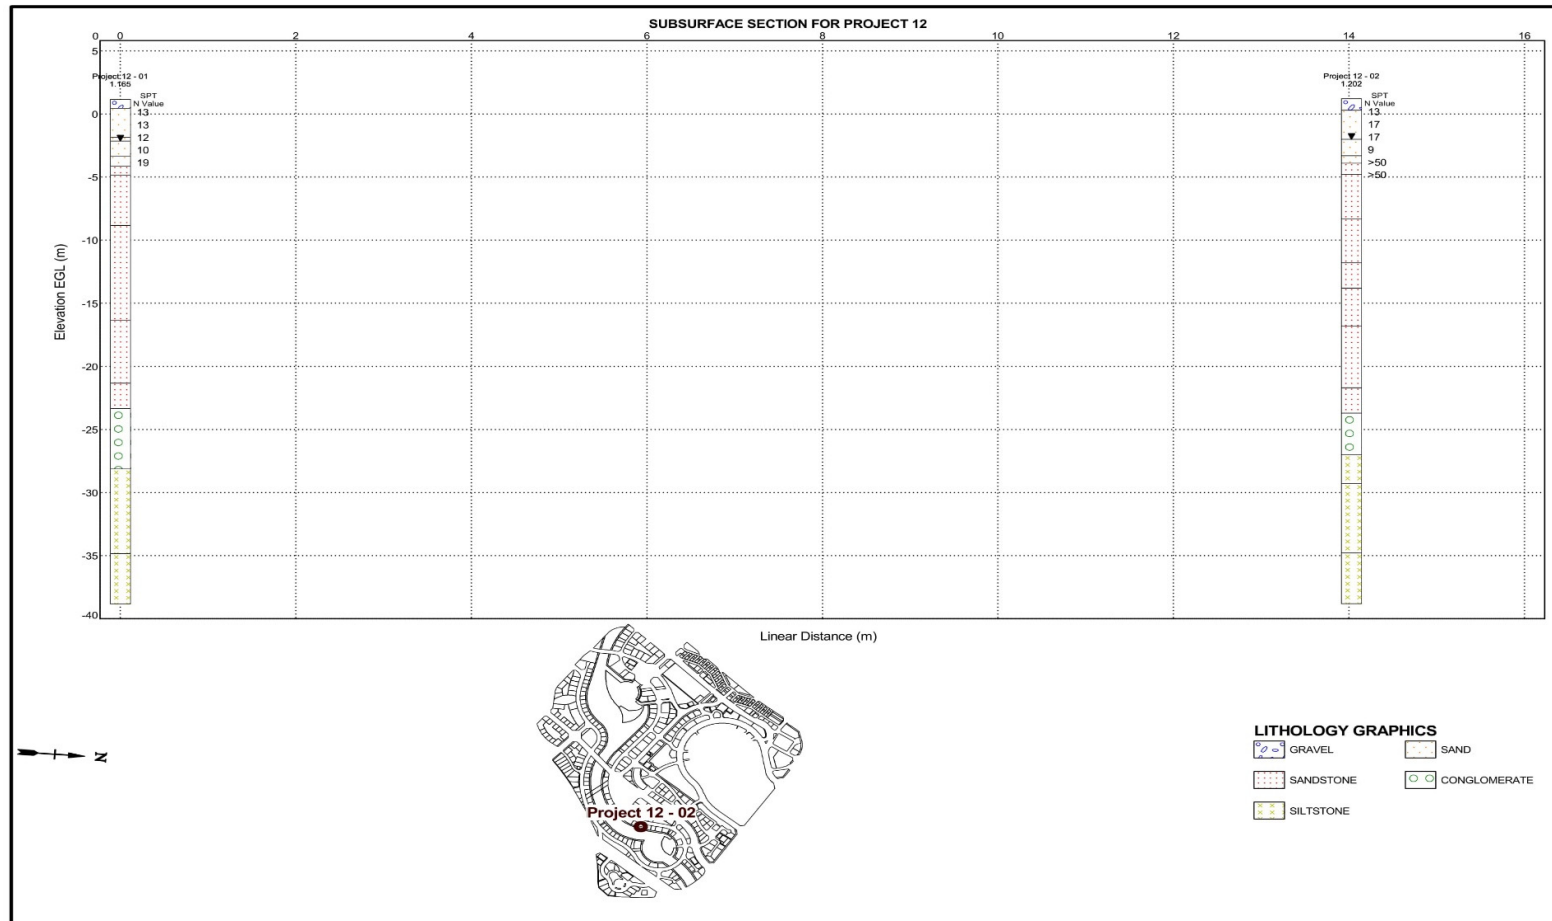 SUBSURFACE SECTION FOR PROJECT 12
0 0 2 4 6 8 10 12 14 16
5
Project 12 - 01
1.165
SPT
N Value
13
13
12
10
19
Project 12 - 02
1.202
SPT
N Value
13
17
17
9
>50
>50
0
-5
-10
-15
-20
-25
-30
-35
-40
Elevation EGL (m)
Linear Distance (m)
N
Project 12 - 02
LITHOLOGY GRAPHICS
GRAVEL
SAND
SANDSTONE
CONGLOMERATE
SILTSTONE